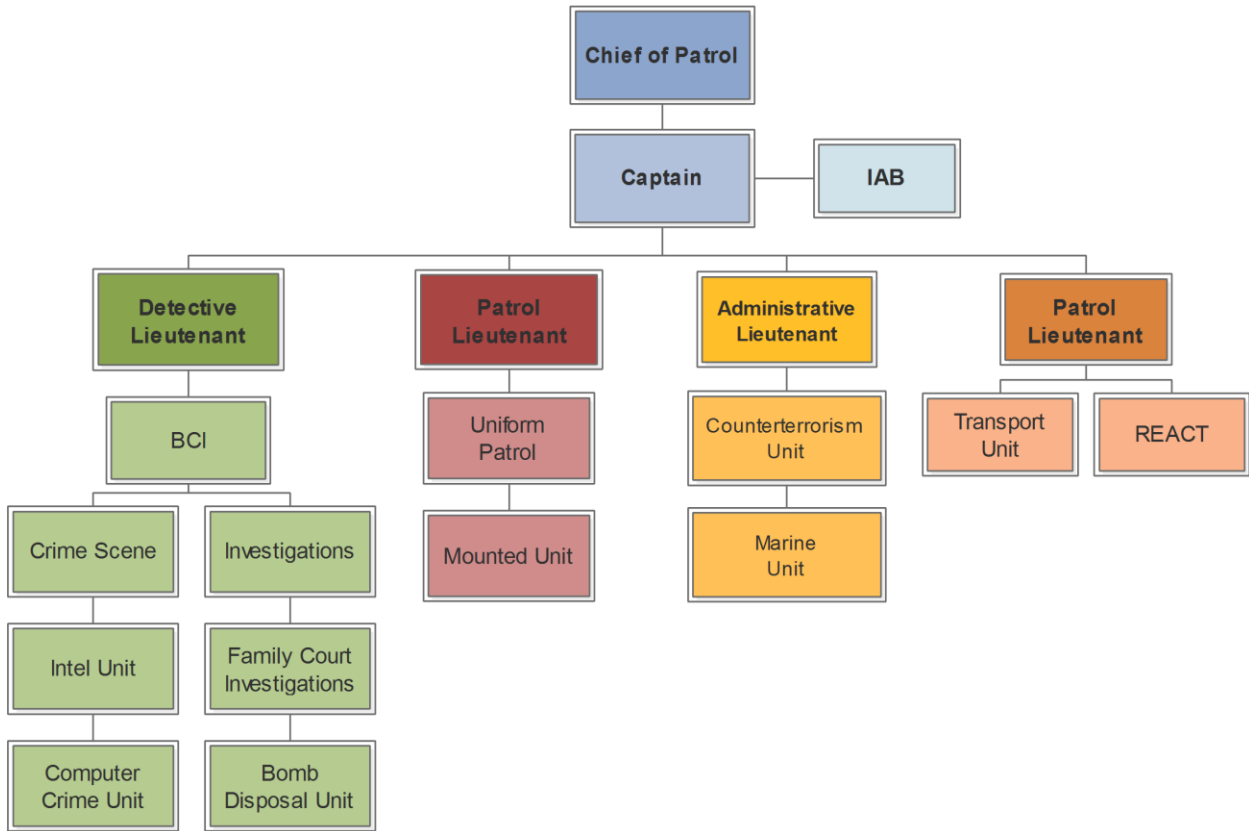 Chief of Patrol
Captain
IAB
Detective
Lieutenant
Patrol
Lieutenant
Administrative
Lieutenant
Patrol
Lieutenant
BCI
Uniform
Patrol
Counterterrorism
Unit
Transport
Unit
REACT
Crime Scene
Investigations
Mounted Unit
Marine
Unit
Intel Unit
Family Court
Investigations
Computer
Crime Unit
Bomb
Disposal Unit